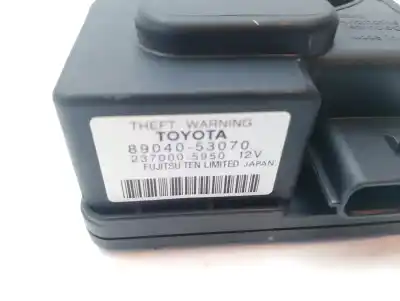 THEFT WARNING
TOYOTA
89040-53070
237000-5950 12V
FUJITSU TEN LIMITED JAPAN